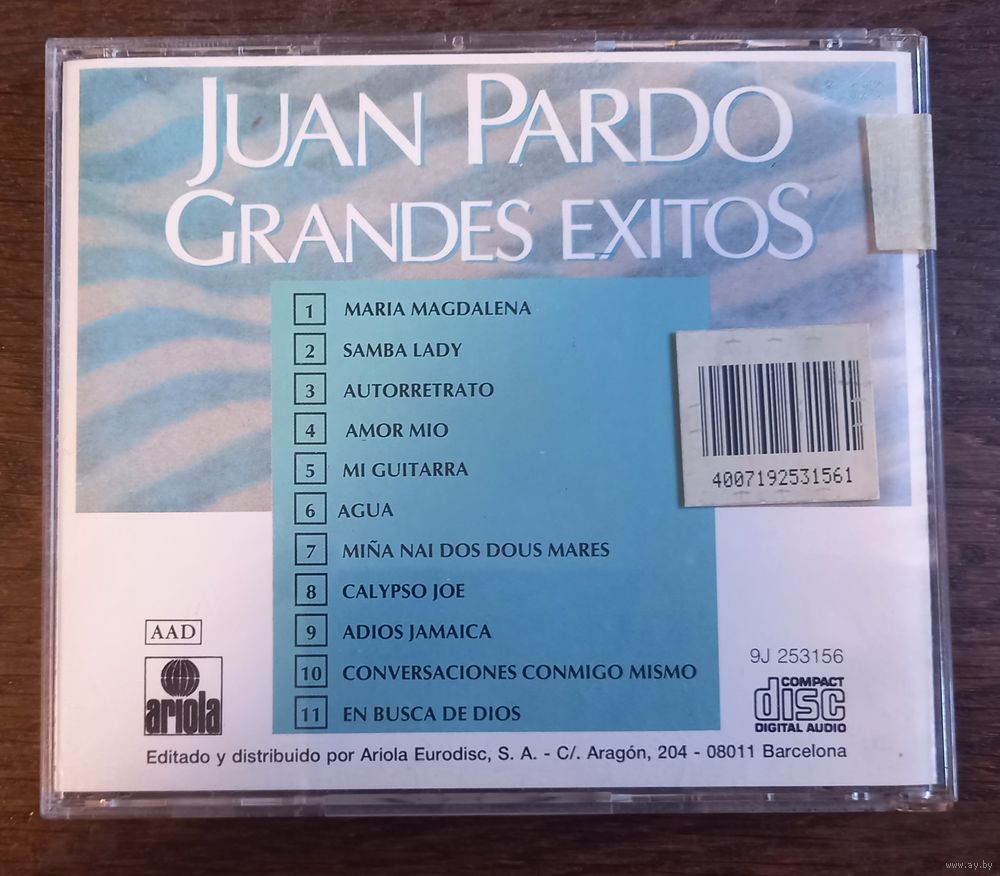 JUAN PARDO
GRANDES EXITOS
1 MARIA MAGDALENA
2 SAMBA LADY
3 AUTORRETRATO
4 AMOR MIO
5 MI GUITARRA
6 AGUA
7 MIÑA NAI DOS DOUS MARES
8 CALYPSO JOE
9 ADIOS JAMAICA
10 CONVERSACIONES CONMIGO MISMO
11 EN BUSCA DE DIOS
4007192531561
AAD
ariola
9J 253156
COMPACT
disc
DIGITAL AUDIO
Editado y distribuido por Ariola Eurodisc, S. A. - C/. Aragón, 204 - 08011 Barcelona
www.ay.by